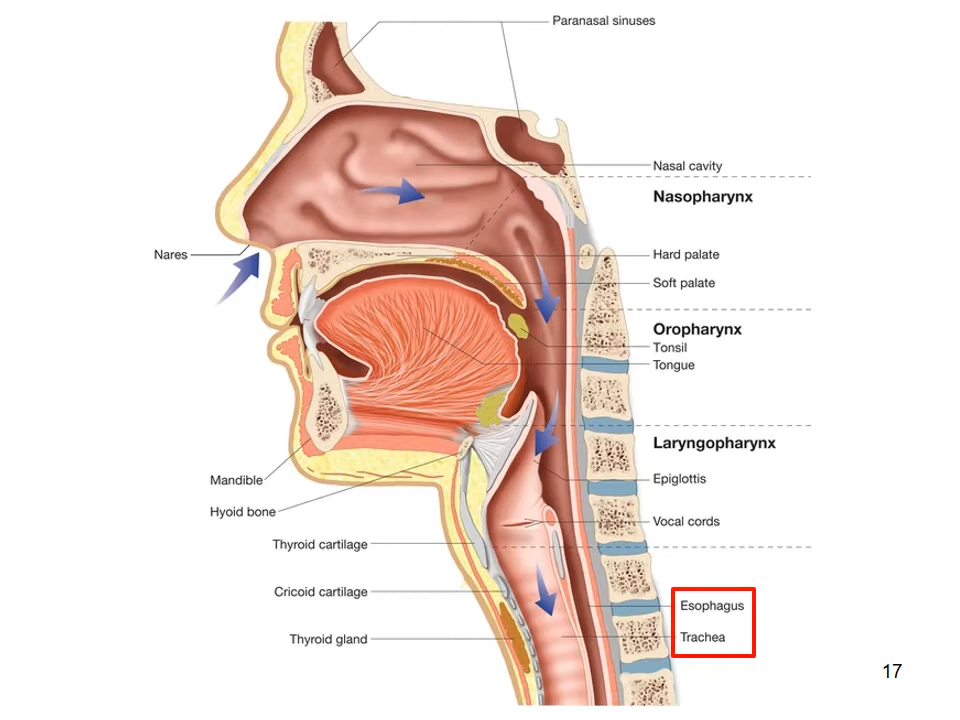 Paranasal sinuses
Nasal cavity
Nasopharynx
Nares
Hard palate
Soft palate
Oropharynx
Tonsil
Tongue
Laryngopharynx
Mandible
Epiglottis
Hyoid bone
Vocal cords
Thyroid cartilage
Cricoid cartilage
Esophagus
Thyroid gland
Trachea
17